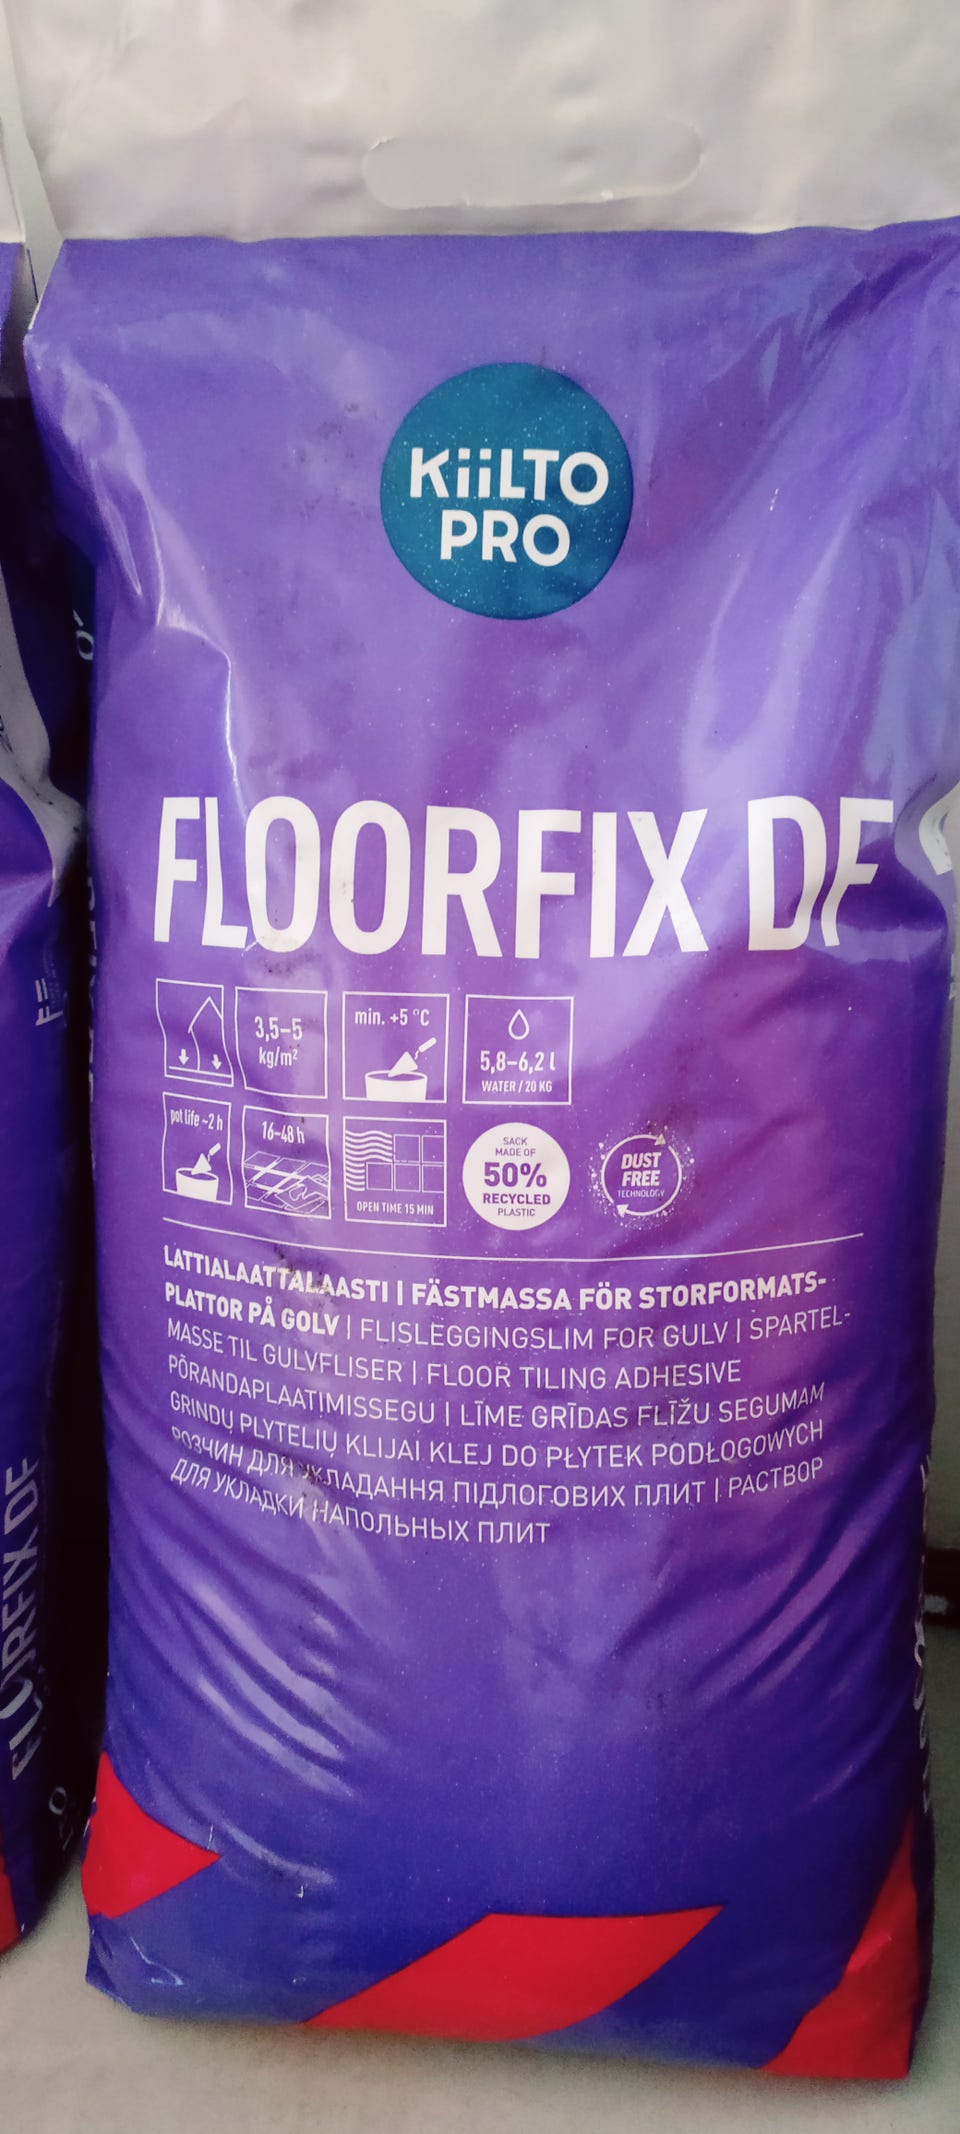 KiiLTO
PRO
FLOORFIX DF
3,5–5
kg/m²
min. +5 °C
5,8–6,2 l
WATER / 20 KG
pot life ~2 h
16–48 h
OPEN TIME 15 MIN
SACK
MADE OF
50%
RECYCLED
PLASTIC
DUST
FREE
TECHNOLOGY
LATTIALAATTALAASTI | FÄSTMASSA FÖR STORFORMATS-
PLATTOR PÅ GOLV | FLISLEGGINGSLIM FOR GULV | SPARTEL-
MASSE TIL GULVFLISER | FLOOR TILING ADHESIVE
PÕRANDAPLAATIMISSEGU | LĪME GRĪDAS FLĪŽU SEGUMAM
GRINDŲ PLYTELIŲ KLIJAI KLEJ DO PŁYTEK PODŁOGOWYCH
РОЗЧИН ДЛЯ УКЛАДАННЯ ПІДЛОГОВИХ ПЛИТ | РАСТВОР
ДЛЯ УКЛАДКИ НАПОЛЬНЫХ ПЛИТ
FLOORFIX DF